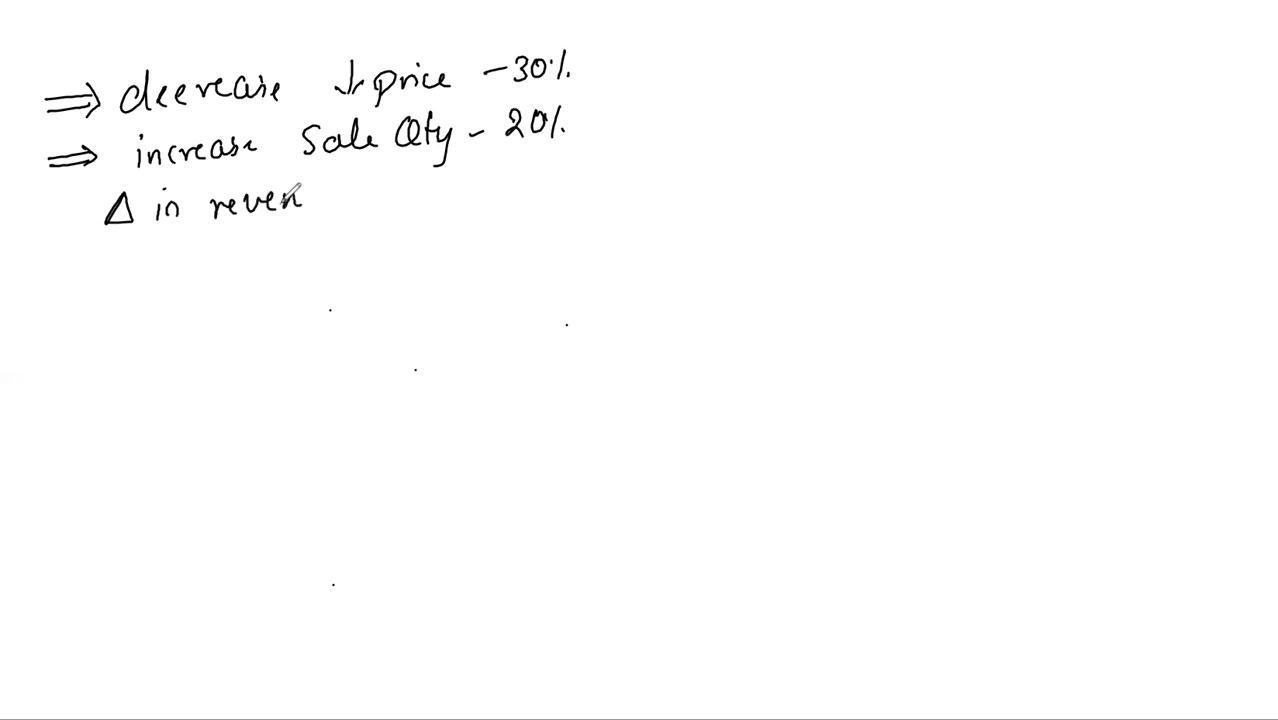 ⇒ decrease ↓ price - 30%
⇒ increase Sale Qty - 20%
Δ in reven